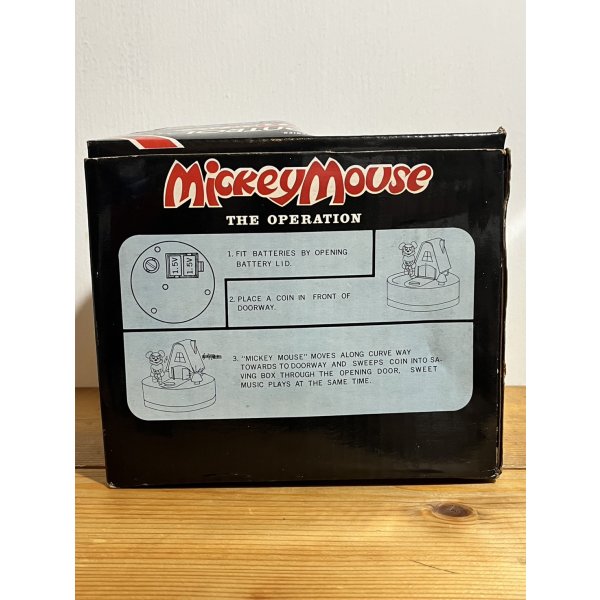 Mickey Mouse
THE OPERATION
1.5V 1.5V
1. FIT BATTERIES BY OPENING
BATTERY LID.
2. PLACE A COIN IN FRONT OF
DOORWAY.
3. "MICKEY MOUSE" MOVES ALONG CURVE WAY
TOWARDS TO DOORWAY AND SWEEPS COIN INTO SA-
VING BOX THROUGH THE OPENING DOOR, SWEET
MUSIC PLAYS AT THE SAME TIME.